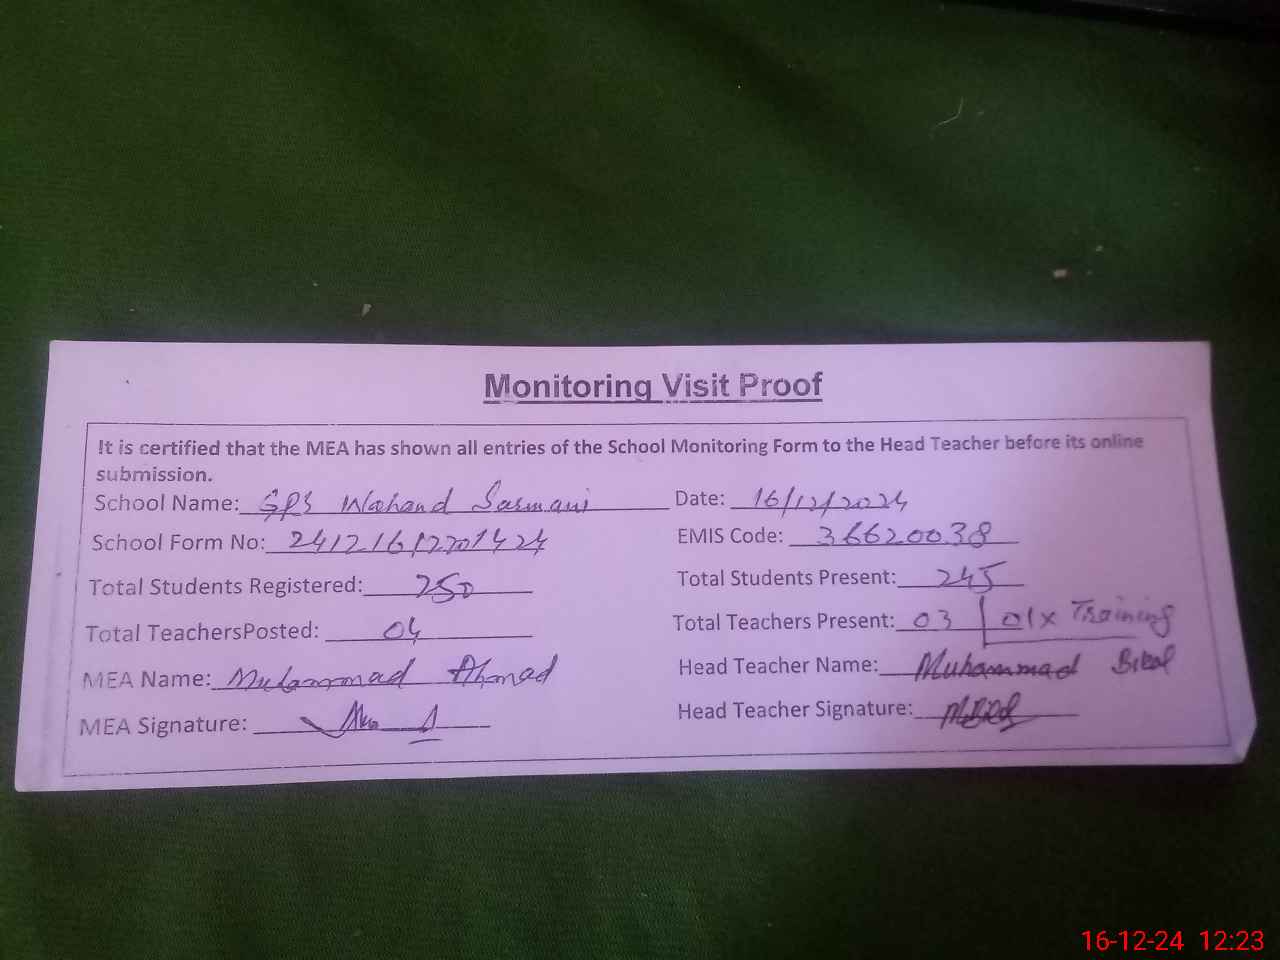 Monitoring Visit Proof
It is certified that the MEA has shown all entries of the School Monitoring Form to the Head Teacher before its online
submission.
School Name: GPS Wahand Sarmani Date: 16/12/2024
School Form No: EMIS Code: 36620038
Total Students Registered: 250 Total Students Present: 245
Total TeachersPosted: 04 Total Teachers Present: 03 | 01x Training
MEA Name: Muhammad Ahmad Head Teacher Name: Muhammad Bilal
MEA Signature: Head Teacher Signature:
16-12-24 12:23